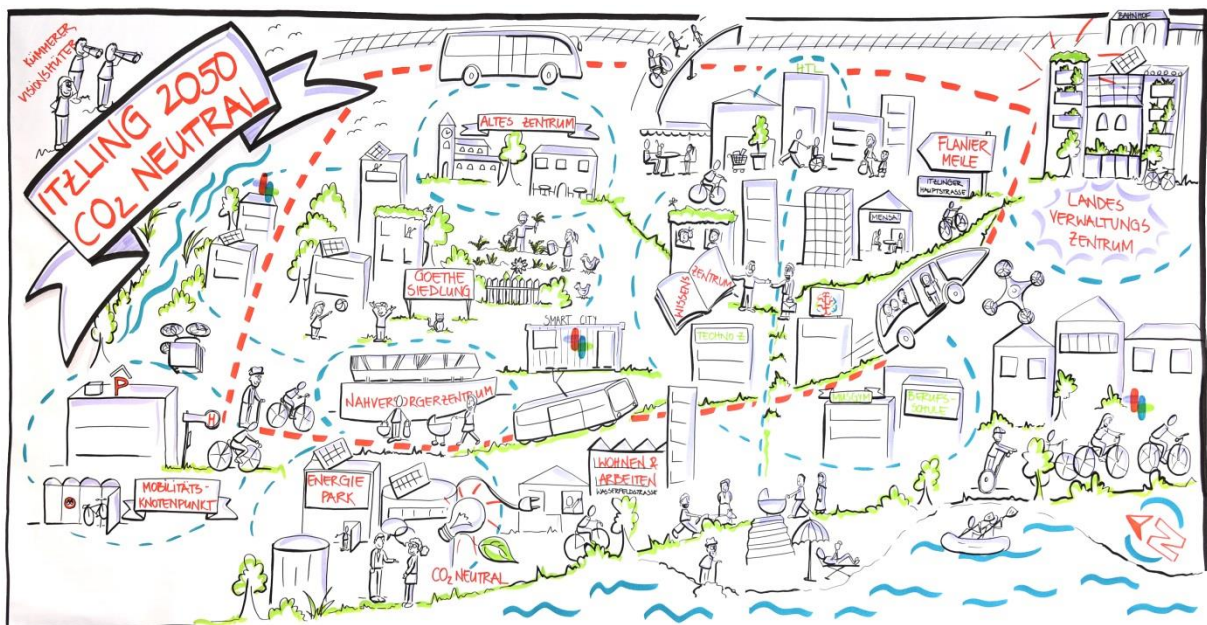 KÜMMERER,
VISIONSHÜTER
ITZLING 2050
CO2 NEUTRAL
BAHNHOF
HTL
ALTES ZENTRUM
FLANIER
MEILE
ITZLINGER
HAUPTSTRASSE
LANDES
VERWALTUNGS
ZENTRUM
MENSA
GOETHE
SIEDLUNG
WISSENS
ZENTRUM
SMART CITY
TECHNO Z
P
H
NAHVERSORGERZENTRUM
MUSGYM
BERUFS-
SCHULE
MOBILITÄTS-
KNOTENPUNKT
ENERGIE
PARK
WOHNEN &
ARBEITEN
CO2 NEUTRAL
N